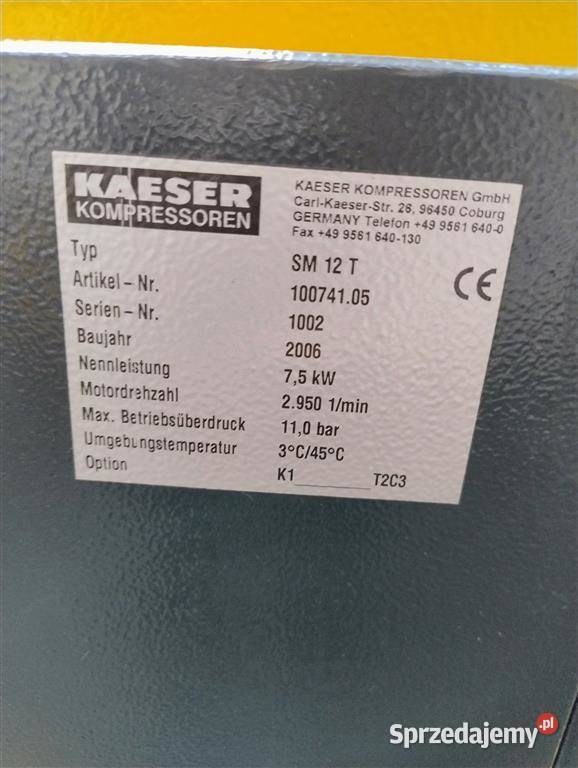 KAESER
KOMPRESSOREN
KAESER KOMPRESSOREN GmbH
Carl-Kaeser-Str. 26, 96450 Coburg
GERMANY Telefon +49 9561 640-0
Fax +49 9561 640-130
CE
Typ SM 12 T
Artikel - Nr. 100741.05
Serien - Nr. 1002
Baujahr 2006
Nennleistung 7,5 kW
Motordrehzahl 2.950 1/min
Max. Betriebsüberdruck 11,0 bar
Umgebungstemperatur 3°C/45°C
Option K1________T2C3
Sprzedajemy.pl